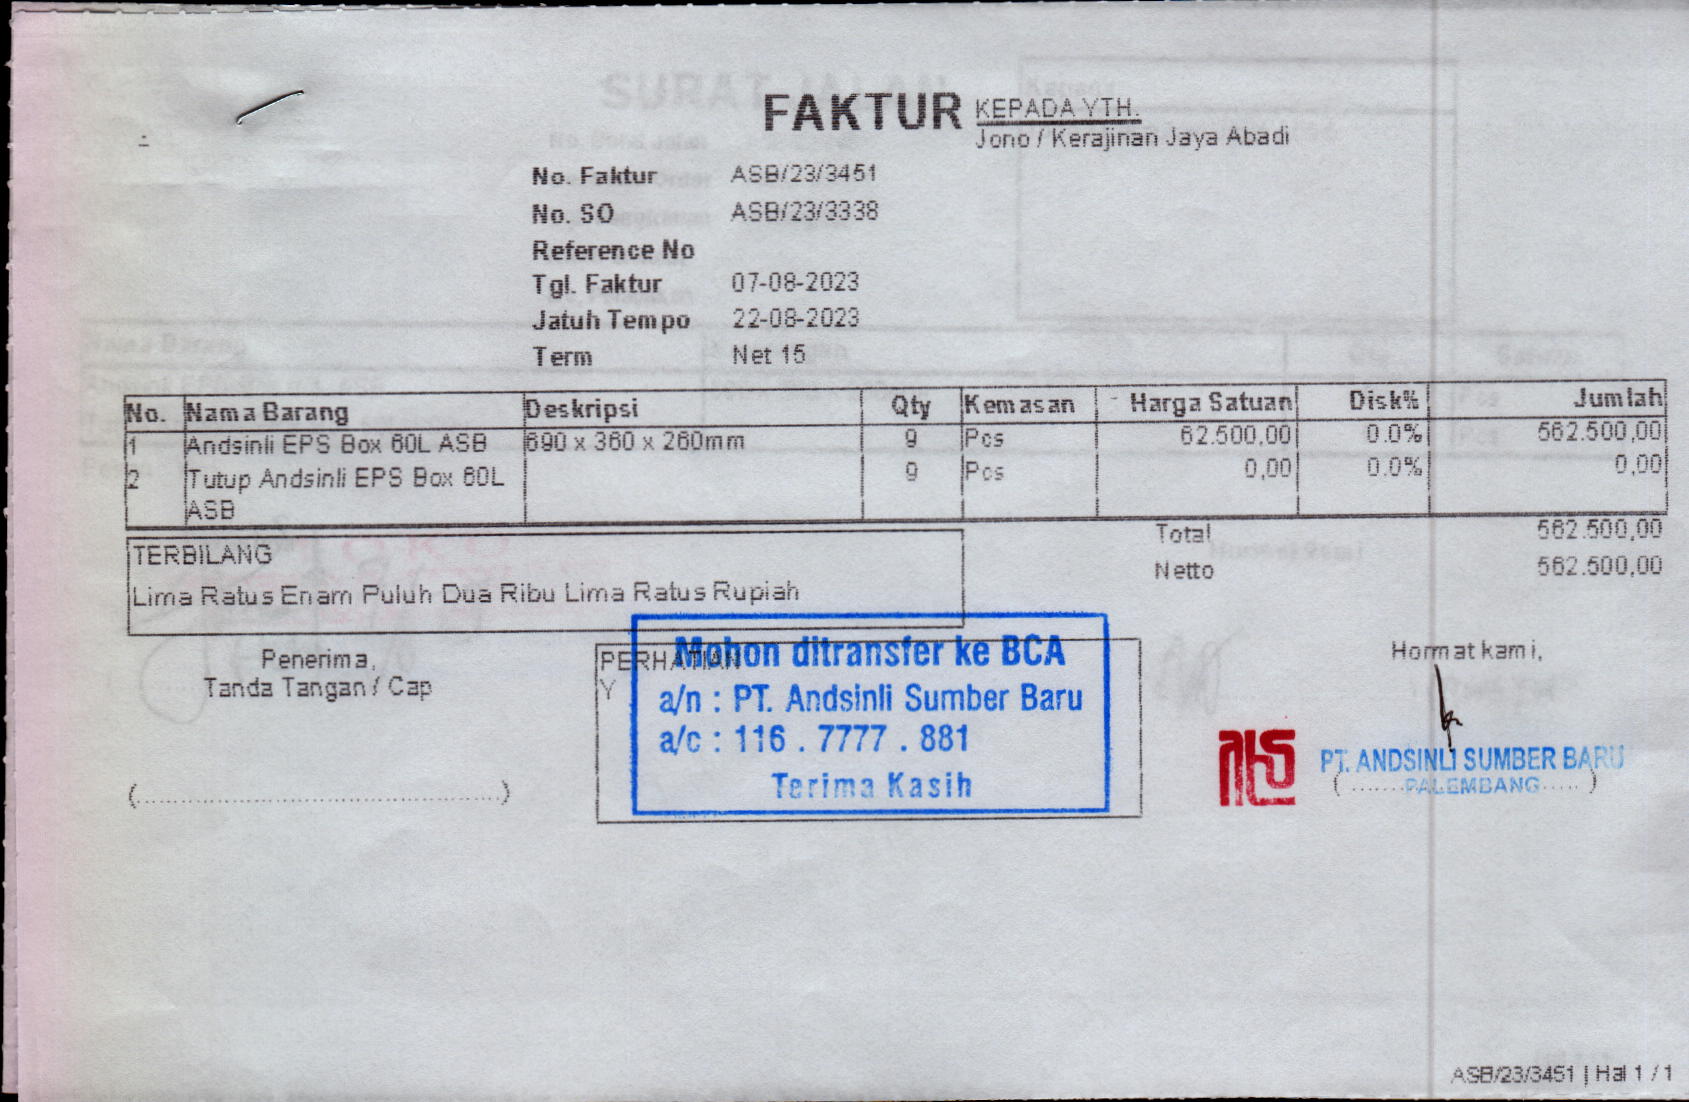 FAKTUR
KEPADA YTH.
Jono / Kerajinan Jaya Abadi
No. Faktur ASB/23/3451
No. SO ASB/23/3338
Reference No
Tgl. Faktur 07-08-2023
Jatuh Tempo 22-08-2023
Term Net 15
No. Nama Barang Deskripsi Qty Kemasan Harga Satuan Disk% Jumlah
1 Andsinli EPS Box 60L ASB 690 x 360 x 260mm 9 Pcs 62.500,00 0.0% 562.500,00
2 Tutup Andsinli EPS Box 60L 9 Pcs 0,00 0.0% 0,00
ASB
Total 562.500,00
Netto 562.500,00
TERBILANG
Lima Ratus Enam Puluh Dua Ribu Lima Ratus Rupiah
Penerima,
Tanda Tangan / Cap
(..................................................)
PERHATIAN
Y
Mohon ditransfer ke BCA
a/n : PT. Andsinli Sumber Baru
a/c : 116 . 7777 . 881
Terima Kasih
Hormat kami,
PT. ANDSINLI SUMBER BARU
PALEMBANG
ASB/23/3451 | Hal 1 / 1